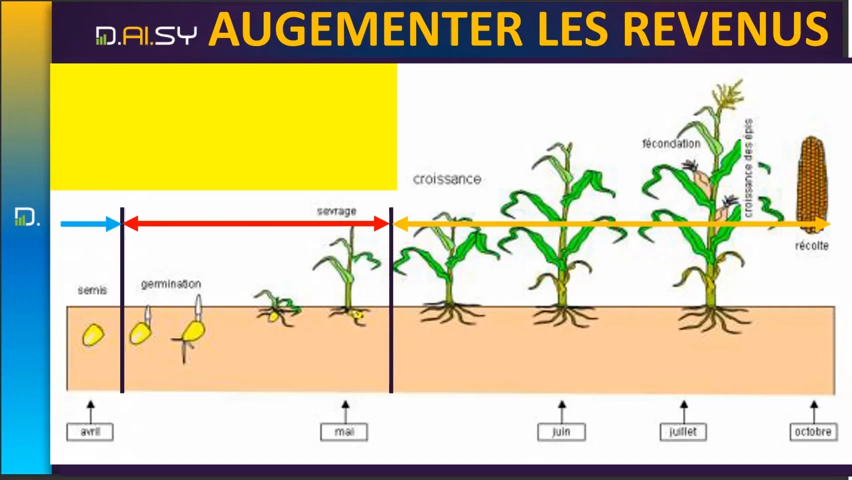 D.AI.SY AUGEMENTER LES REVENUS
fécondation
croissance des épis
croissance
D.
sevrage
récolte
semis
germination
avril
mai
juin
juillet
octobre